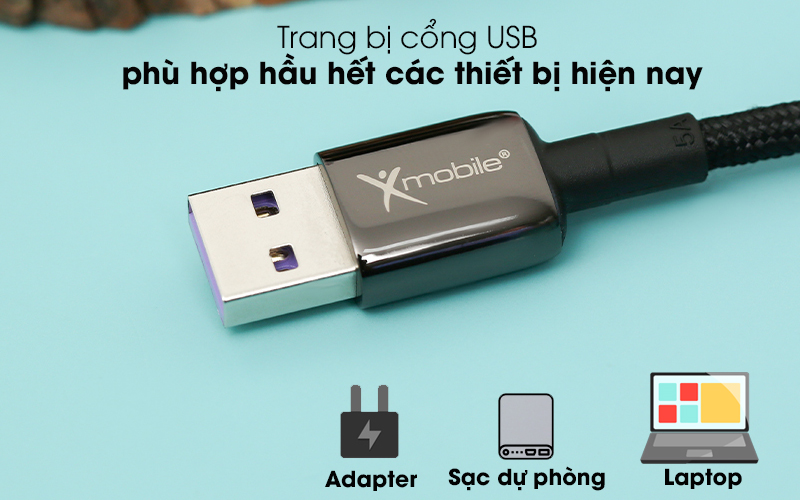 Trang bị cổng USB
phù hợp hầu hết các thiết bị hiện nay
Xmobile®
5A
Adapter
Sạc dự phòng
Laptop